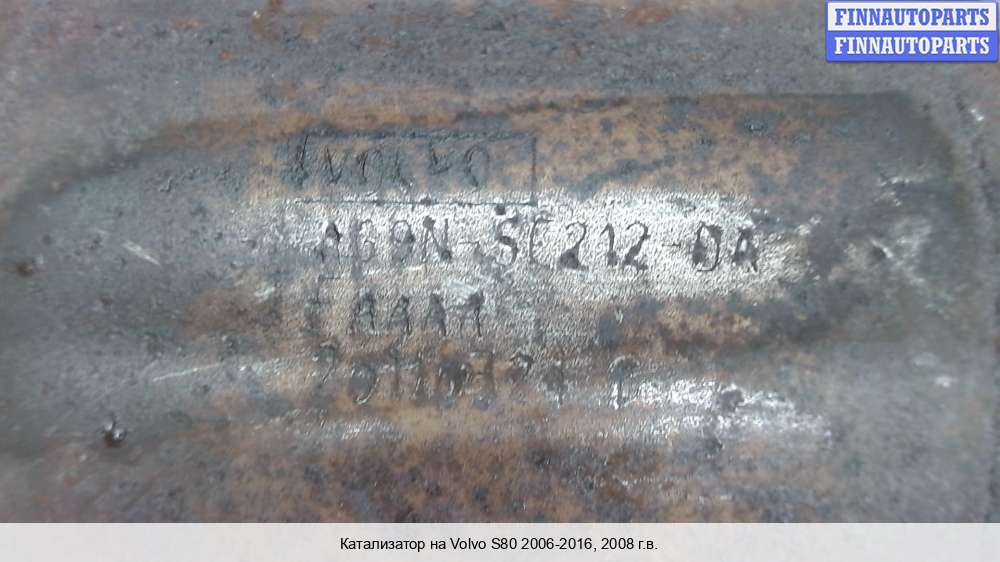 FINNAUTOPARTS
FINNAUTOPARTS
VOLVO
AG9N-5E212-DA
Катализатор на Volvo S80 2006-2016, 2008 г.в.